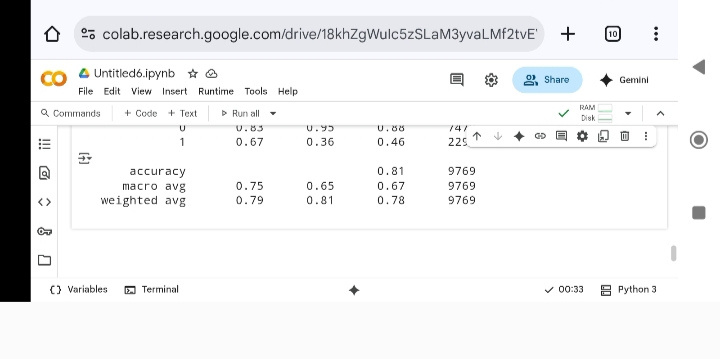 colab.research.google.com/drive/18khZgWuIc5zSLaM3yvaLMf2tvE
10
Untitled6.ipynb
Share
Gemini
File Edit View Insert Runtime Tools Help
Commands + Code + Text Run all
RAM
Disk
0 0.83 0.95 0.88 747
1 0.67 0.36 0.46 229
accuracy 0.81 9769
macro avg 0.75 0.65 0.67 9769
weighted avg 0.79 0.81 0.78 9769
Variables Terminal 00:33 Python 3